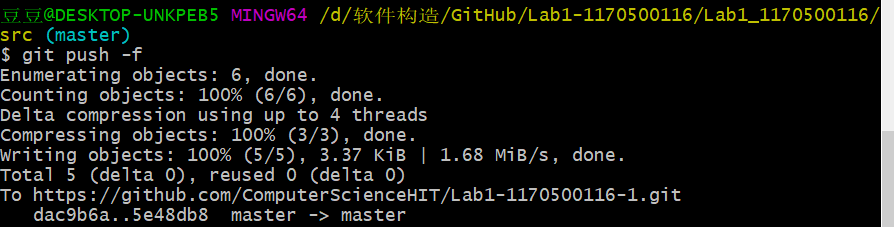 豆豆@DESKTOP-UNKPEB5 MINGW64 /d/软件构造/GitHub/Lab1-1170500116/Lab1_1170500116/
src (master)
$ git push -f
Enumerating objects: 6, done.
Counting objects: 100% (6/6), done.
Delta compression using up to 4 threads
Compressing objects: 100% (3/3), done.
Writing objects: 100% (5/5), 3.37 KiB | 1.68 MiB/s, done.
Total 5 (delta 0), reused 0 (delta 0)
To https://github.com/ComputerScienceHIT/Lab1-1170500116-1.git
   dac9b6a..5e48db8  master -> master